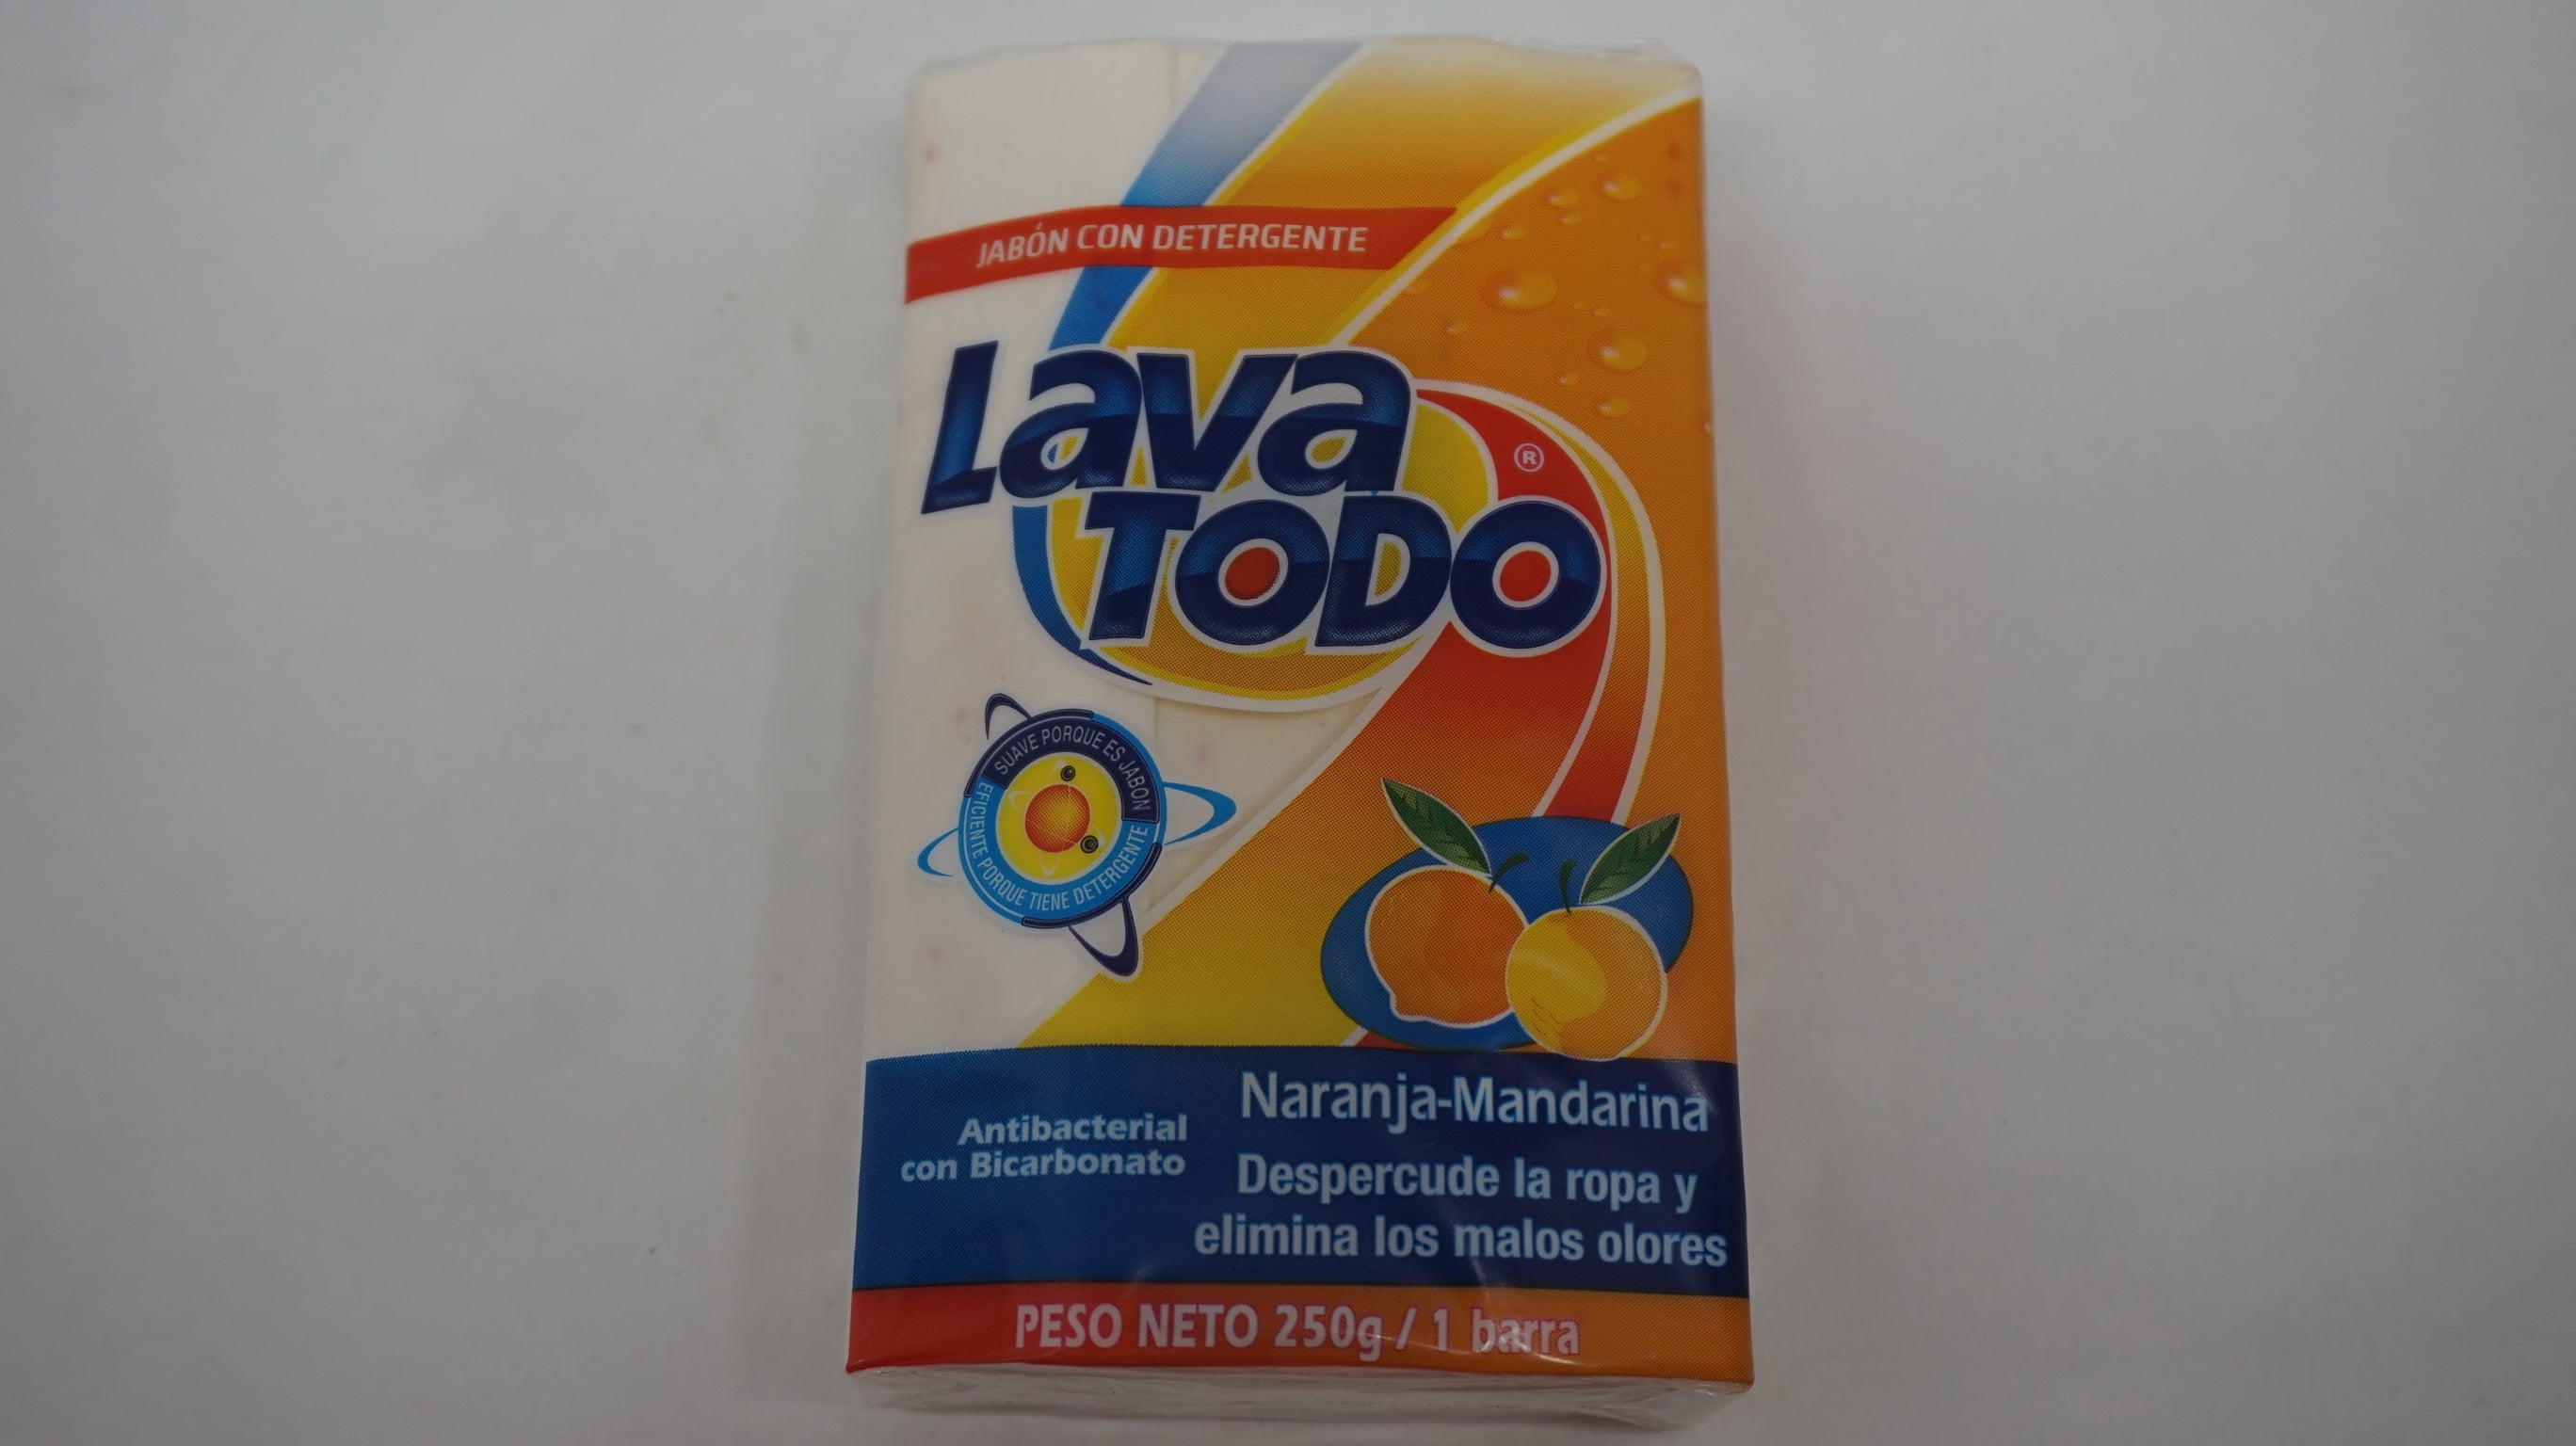 JABÓN CON DETERGENTE
Lava
TODO
®
SUAVE PORQUE ES JABON
EFICIENTE PORQUE TIENE DETERGENTE
Naranja-Mandarina
Antibacterial
con Bicarbonato
Despercude la ropa y
elimina los malos olores
PESO NETO 250g / 1 barra